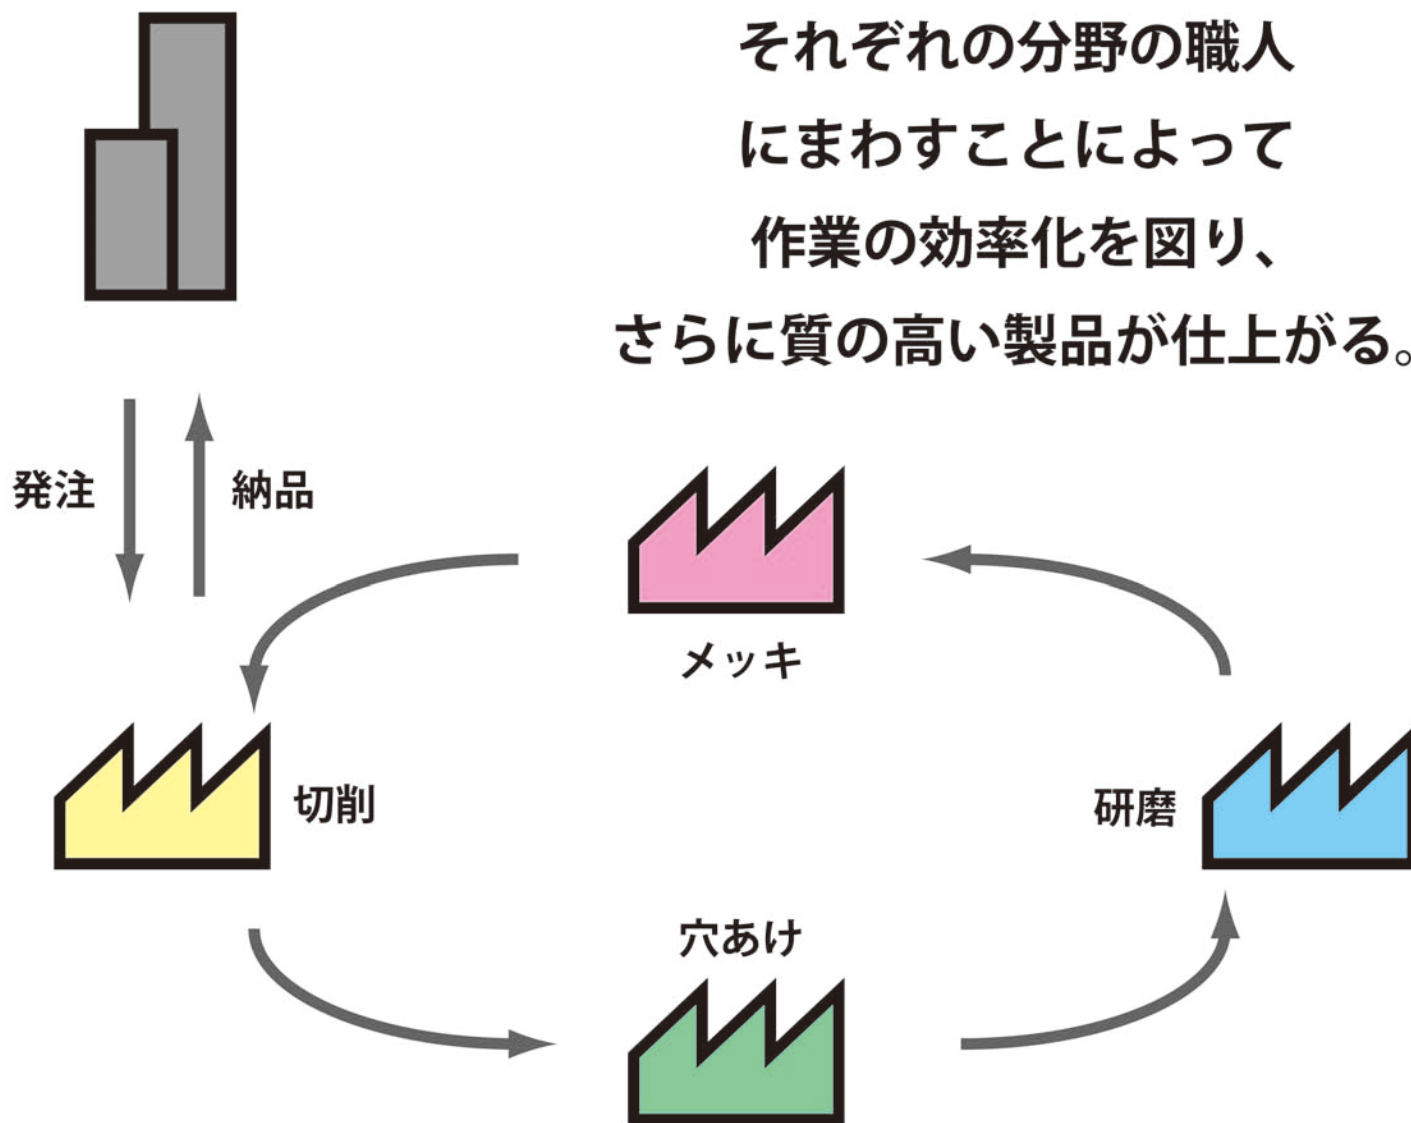 それぞれの分野の職人
にまわすことによって
作業の効率化を図り、
さらに質の高い製品が仕上がる。
発注
納品
メッキ
切削
研磨
穴あけ